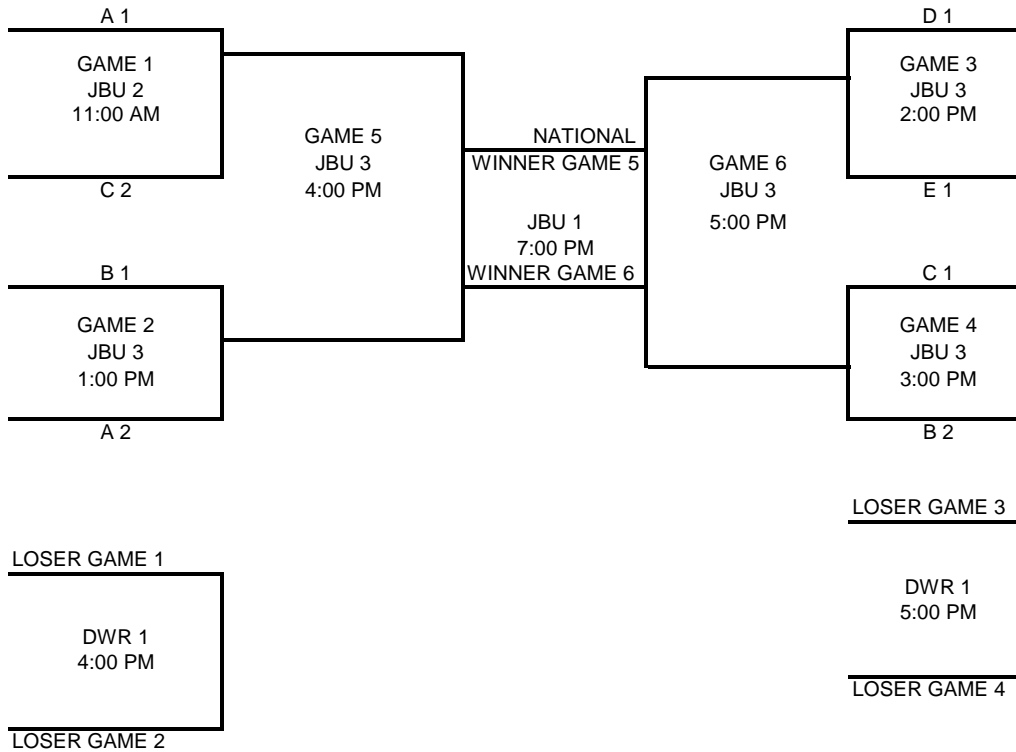 A 1
GAME 1
JBU 2
11:00 AM
C 2
B 1
GAME 2
JBU 3
1:00 PM
A 2
GAME 5
JBU 3
4:00 PM
NATIONAL
WINNER GAME 5
JBU 1
7:00 PM
WINNER GAME 6
GAME 6
JBU 3
5:00 PM
D 1
GAME 3
JBU 3
2:00 PM
E 1
C 1
GAME 4
JBU 3
3:00 PM
B 2
LOSER GAME 1
DWR 1
4:00 PM
LOSER GAME 2
LOSER GAME 3
DWR 1
5:00 PM
LOSER GAME 4